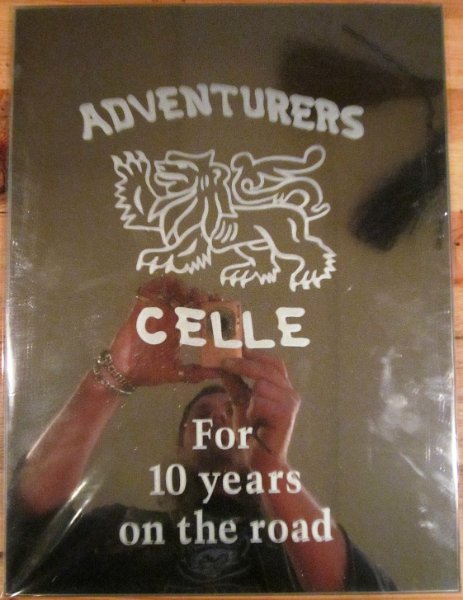 ADVENTURERS
CELLE
For
10 years
on the road